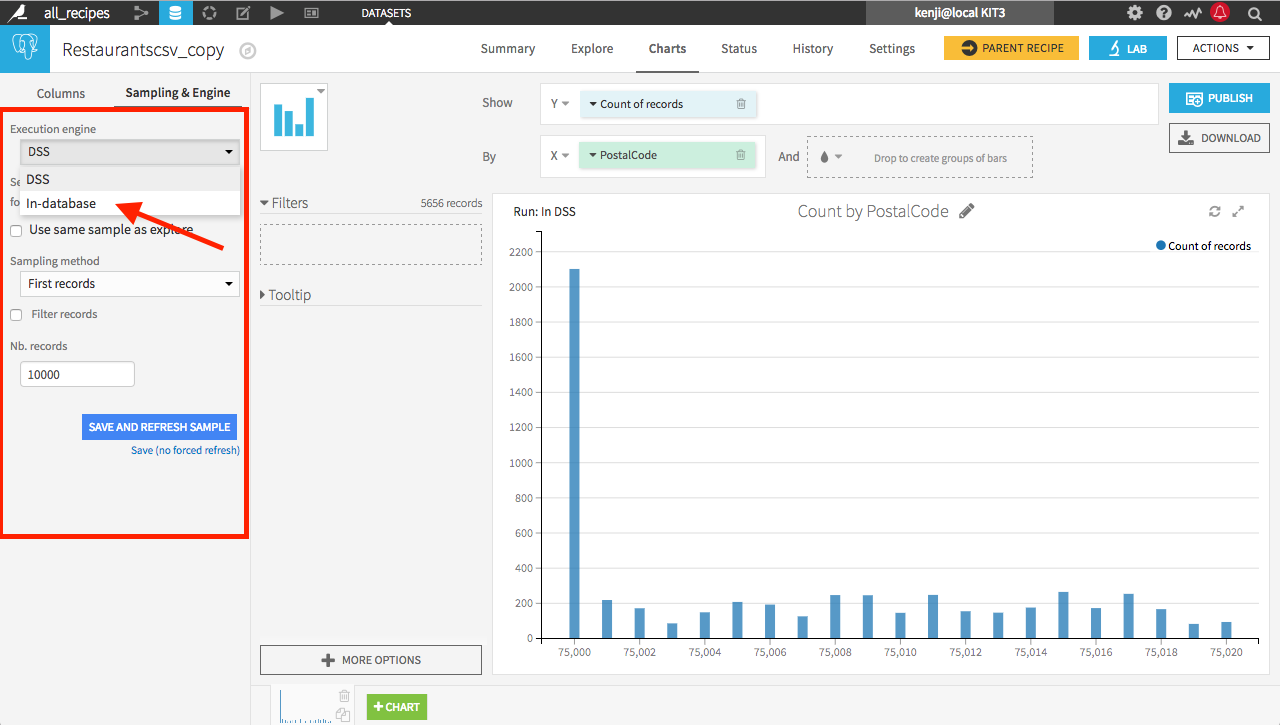 all_recipes
DATASETS
kenji@local KIT3
Restaurantscsv_copy
Summary
Explore
Charts
Status
History
Settings
PARENT RECIPE
LAB
ACTIONS
Columns
Sampling & Engine
Execution engine
DSS
DSS
In-database
Use same sample as explore
Sampling method
First records
Filter records
Nb. records
10000
SAVE AND REFRESH SAMPLE
Save (no forced refresh)
Show
Y
Count of records
By
X
PostalCode
And
Drop to create groups of bars
PUBLISH
DOWNLOAD
Filters
5656 records
Tooltip
MORE OPTIONS
Run: In DSS
Count by PostalCode
Count of records
2200
2000
1800
1600
1400
1200
1000
800
600
400
200
0
75,000
75,002
75,004
75,006
75,008
75,010
75,012
75,014
75,016
75,018
75,020
+ CHART